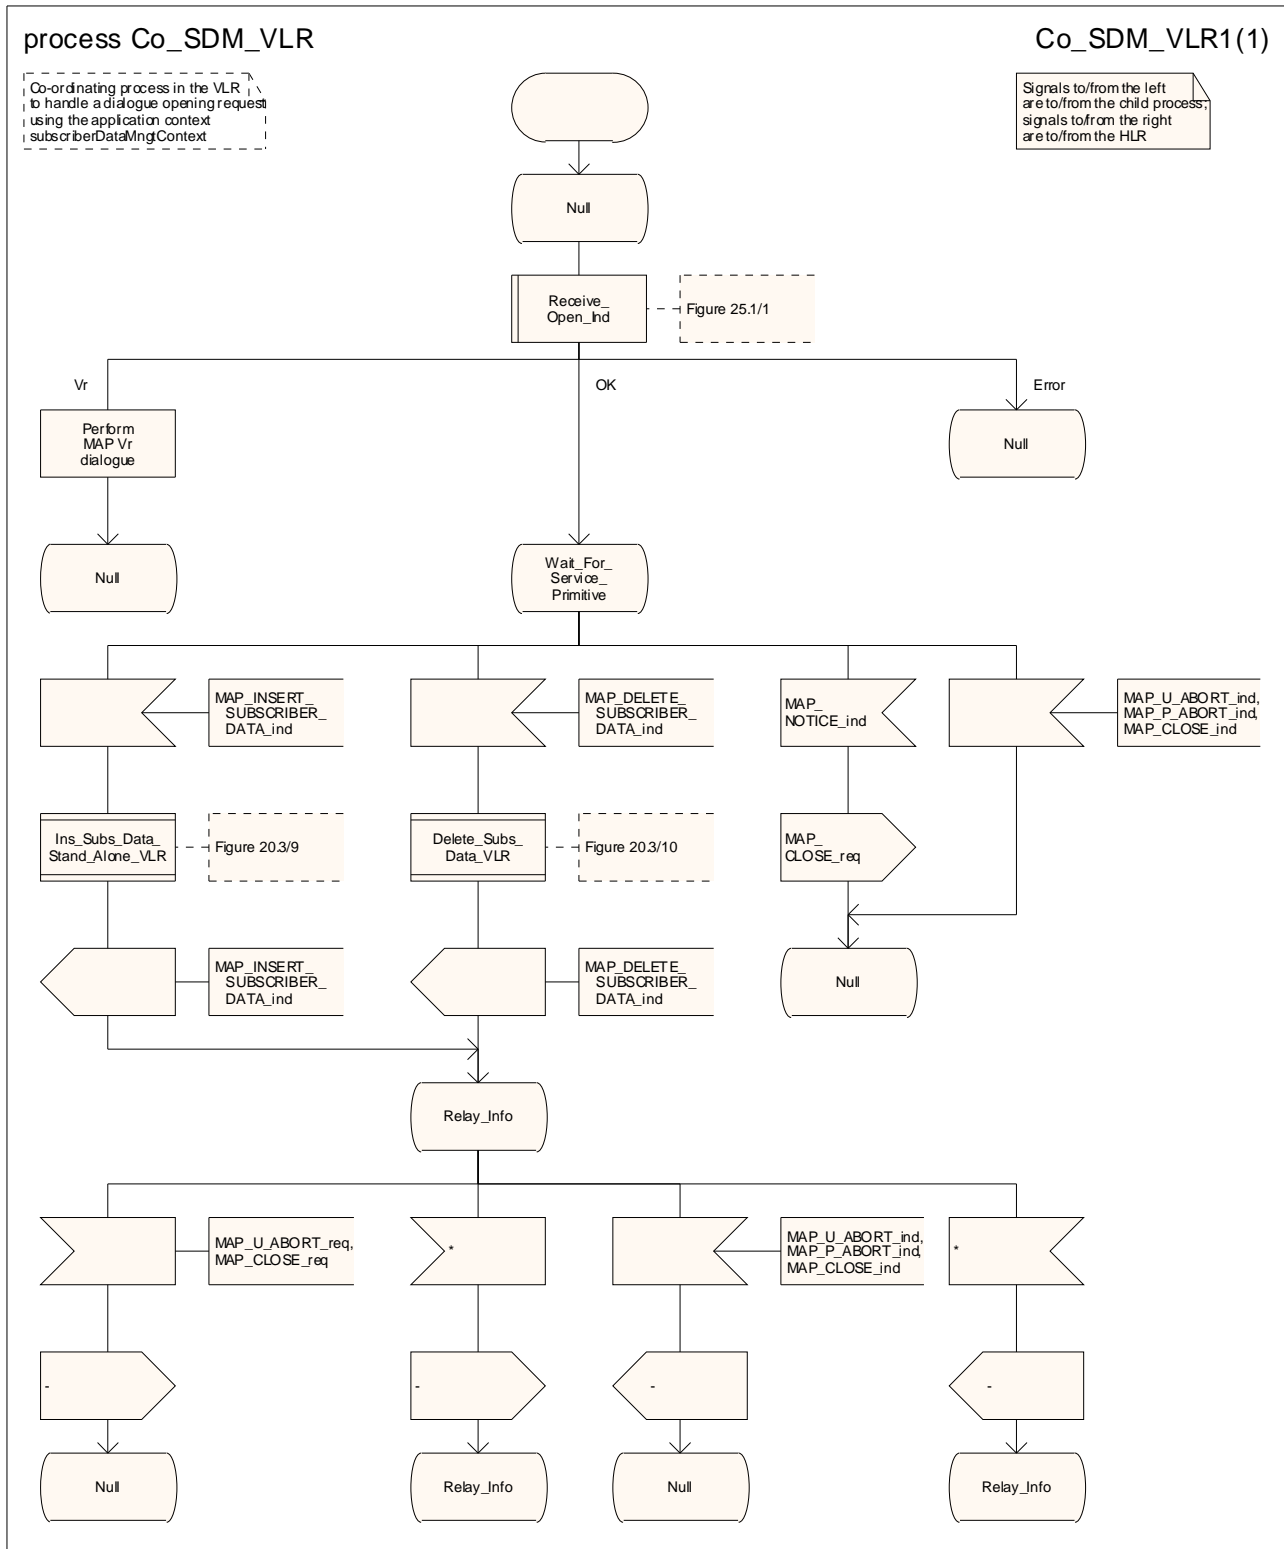 process Co_SDM_VLR
Co_SDM_VLR1(1)
Co-ordinating process in the VLR
to handle a dialogue opening request
using the application context
subscriberDataMngtContext
Signals to/from the left
are to/from the child process;
signals to/from the right
are to/from the HLR
Null
Receive_
Open_Ind
Figure 25.1/1
Vr
OK
Error
Perform
MAP Vr
dialogue
Null
Null
Wait_For_
Service_
Primitive
MAP_INSERT_
SUBSCRIBER_
DATA_ind
MAP_DELETE_
SUBSCRIBER_
DATA_ind
MAP_
NOTICE_ind
MAP_U_ABORT_ind,
MAP_P_ABORT_ind,
MAP_CLOSE_ind
Ins_Subs_Data_
Stand_Alone_VLR
Figure 20.3/9
Delete_Subs_
Data_VLR
Figure 20.3/10
MAP_
CLOSE_req
MAP_INSERT_
SUBSCRIBER_
DATA_ind
MAP_DELETE_
SUBSCRIBER_
DATA_ind
Null
Relay_Info
MAP_U_ABORT_req,
MAP_CLOSE_req
*
MAP_U_ABORT_ind,
MAP_P_ABORT_ind,
MAP_CLOSE_ind
*
-
-
-
-
Null
Relay_Info
Null
Relay_Info